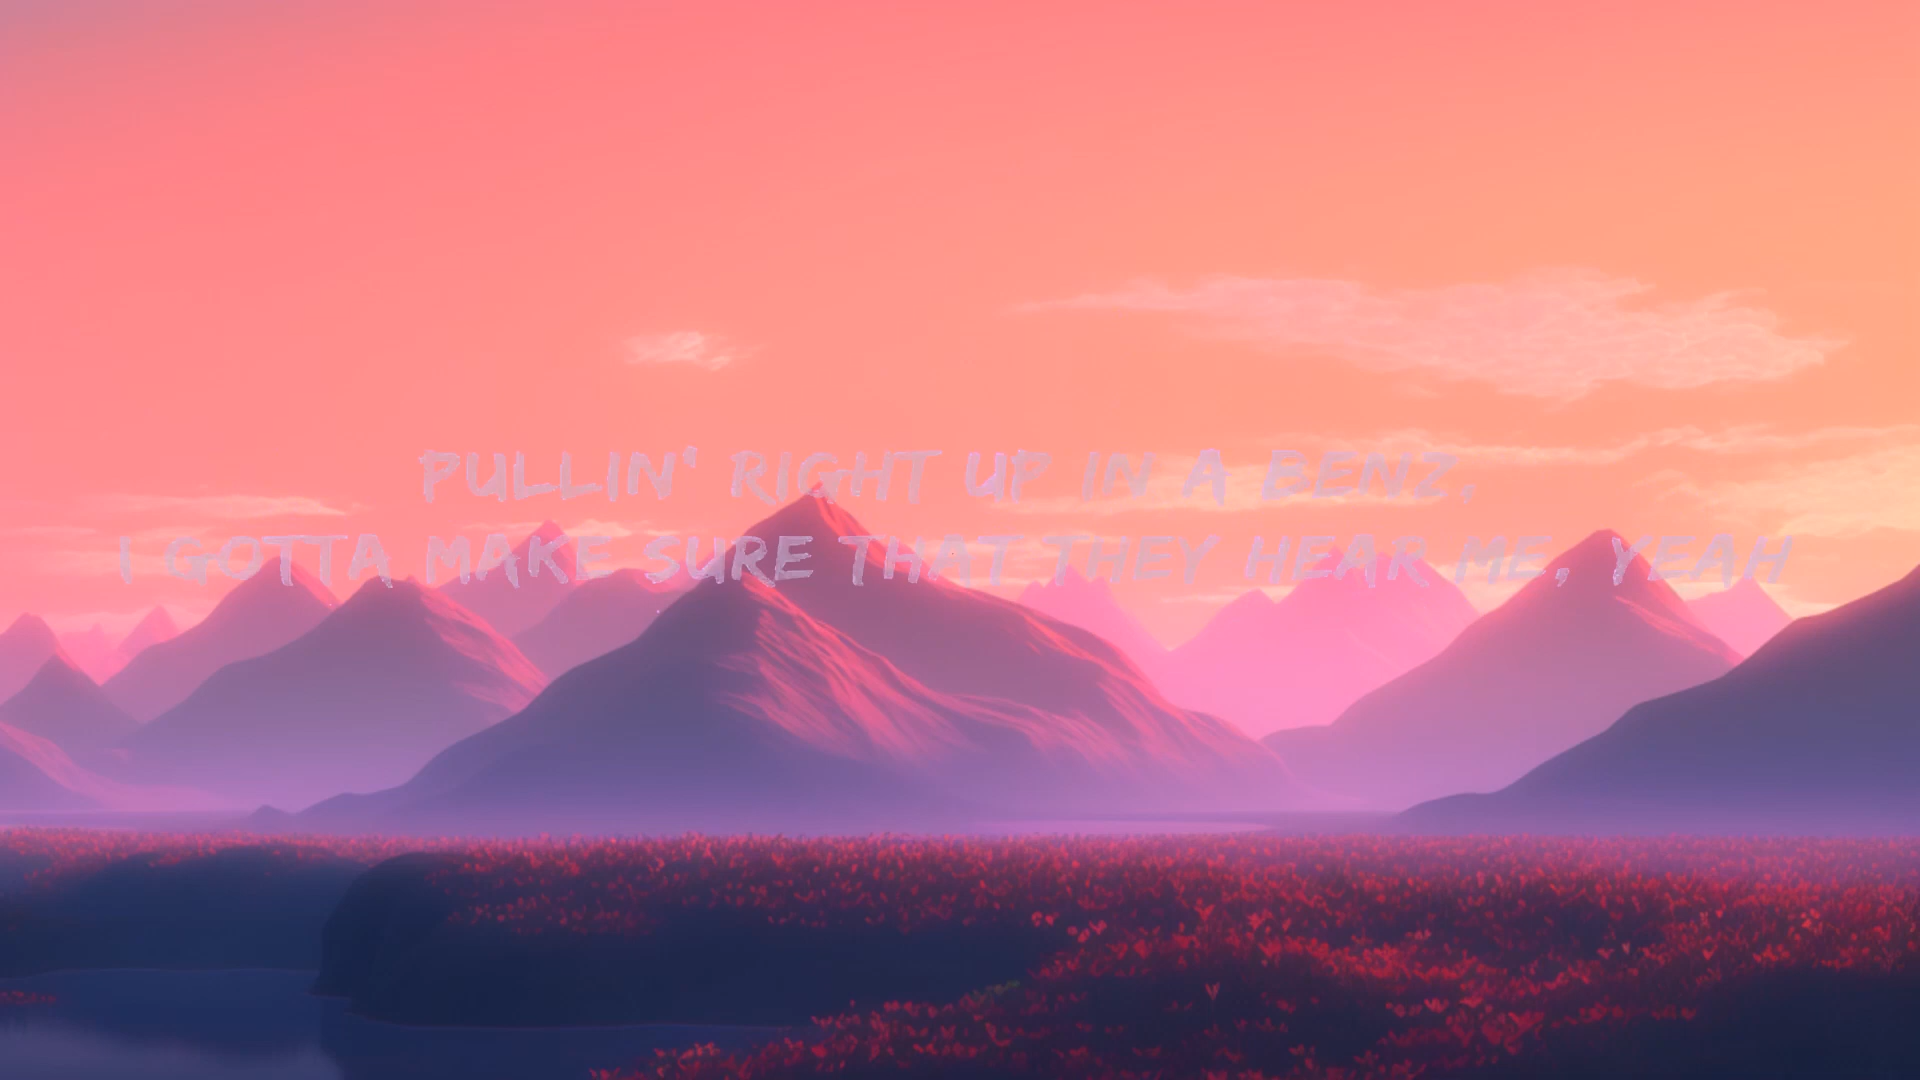 PULLIN' RIGHT UP IN A BENZ,
I GOTTA MAKE SURE THAT THEY HEAR ME, YEAH